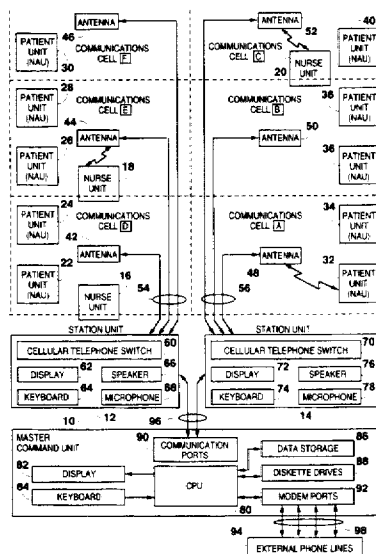 ANTENNA
46
PATIENT UNIT (NAU)
30
COMMUNICATIONS CELL F
ANTENNA
52
COMMUNICATIONS CELL C
20
NURSE UNIT
40
PATIENT UNIT (NAU)
28
PATIENT UNIT (NAU)
44
COMMUNICATIONS CELL E
26
PATIENT UNIT (NAU)
ANTENNA
18
NURSE UNIT
COMMUNICATIONS CELL B
50
ANTENNA
36
PATIENT UNIT (NAU)
36
PATIENT UNIT (NAU)
24
PATIENT UNIT (NAU)
42
COMMUNICATIONS CELL D
22
PATIENT UNIT (NAU)
ANTENNA
16
NURSE UNIT
54
COMMUNICATIONS CELL A
34
PATIENT UNIT (NAU)
48
ANTENNA
32
PATIENT UNIT (NAU)
56
STATION UNIT
60
CELLULAR TELEPHONE SWITCH
62
66
DISPLAY
SPEAKER
64
68
KEYBOARD
MICROPHONE
10
12
96
STATION UNIT
70
CELLULAR TELEPHONE SWITCH
72
76
DISPLAY
SPEAKER
74
78
KEYBOARD
MICROPHONE
14
MASTER COMMAND UNIT
90
COMMUNICATION PORTS
86
DATA STORAGE
82
88
DISPLAY
DISKETTE DRIVES
84
CPU
92
KEYBOARD
MODEM PORTS
80
94
98
EXTERNAL PHONE LINES